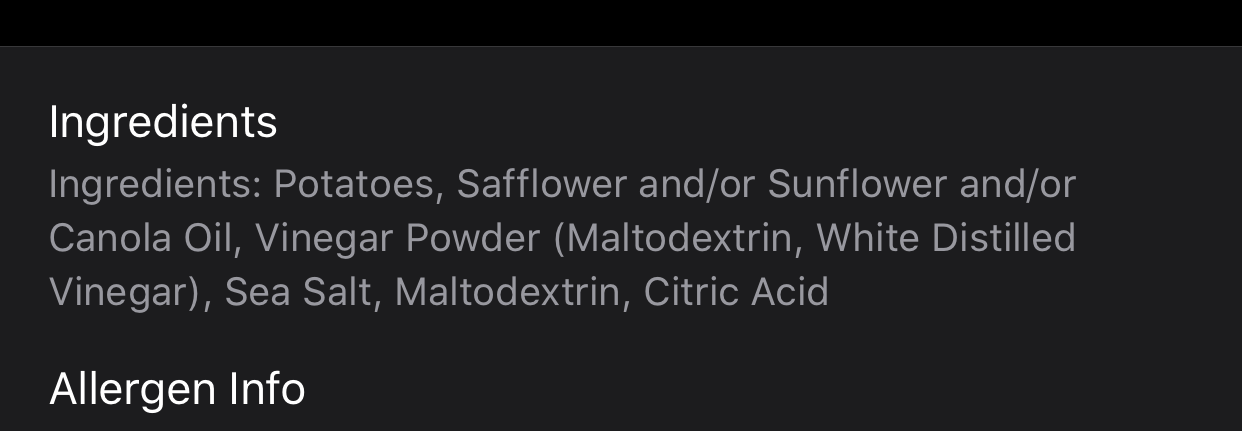 Ingredients
Ingredients: Potatoes, Safflower and/or Sunflower and/or
Canola Oil, Vinegar Powder (Maltodextrin, White Distilled
Vinegar), Sea Salt, Maltodextrin, Citric Acid
Allergen Info